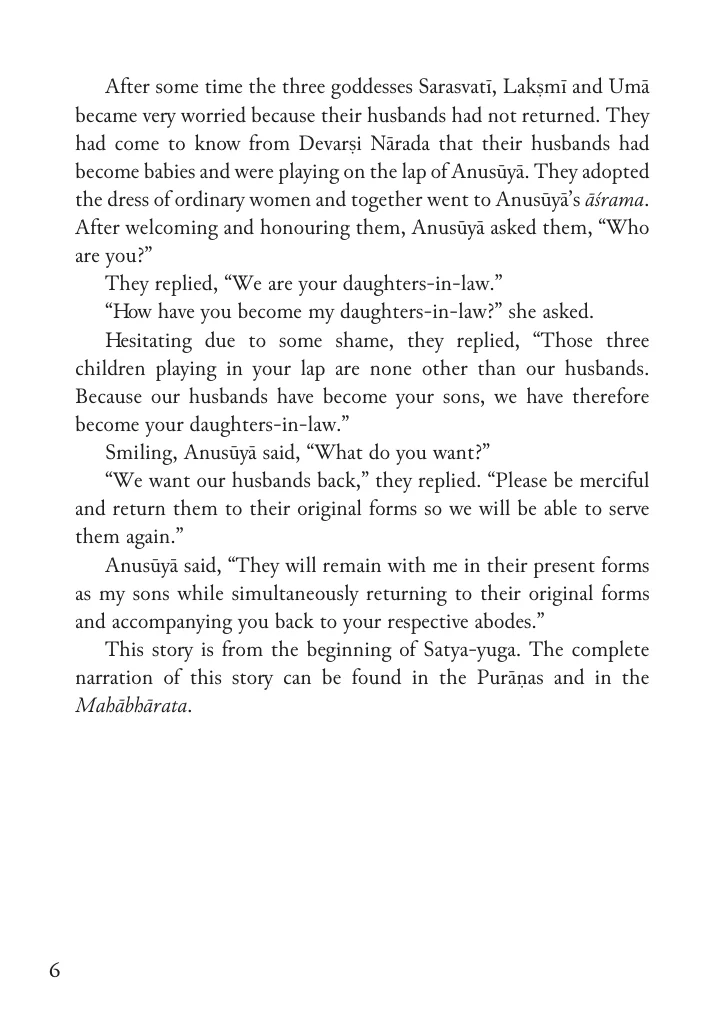 After some time the three goddesses Sarasvatī, Lakṣmī and Umā
became very worried because their husbands had not returned. They
had come to know from Devarṣi Nārada that their husbands had
become babies and were playing on the lap of Anusūyā. They adopted
the dress of ordinary women and together went to Anusūyā’s āśrama.
After welcoming and honouring them, Anusūyā asked them, “Who
are you?”
They replied, “We are your daughters-in-law.”
“How have you become my daughters-in-law?” she asked.
Hesitating due to some shame, they replied, “Those three
children playing in your lap are none other than our husbands.
Because our husbands have become your sons, we have therefore
become your daughters-in-law.”
Smiling, Anusūyā said, “What do you want?”
“We want our husbands back,” they replied. “Please be merciful
and return them to their original forms so we will be able to serve
them again.”
Anusūyā said, “They will remain with me in their present forms
as my sons while simultaneously returning to their original forms
and accompanying you back to your respective abodes.”
This story is from the beginning of Satya-yuga. The complete
narration of this story can be found in the Purāṇas and in the
Mahābhārata.
6